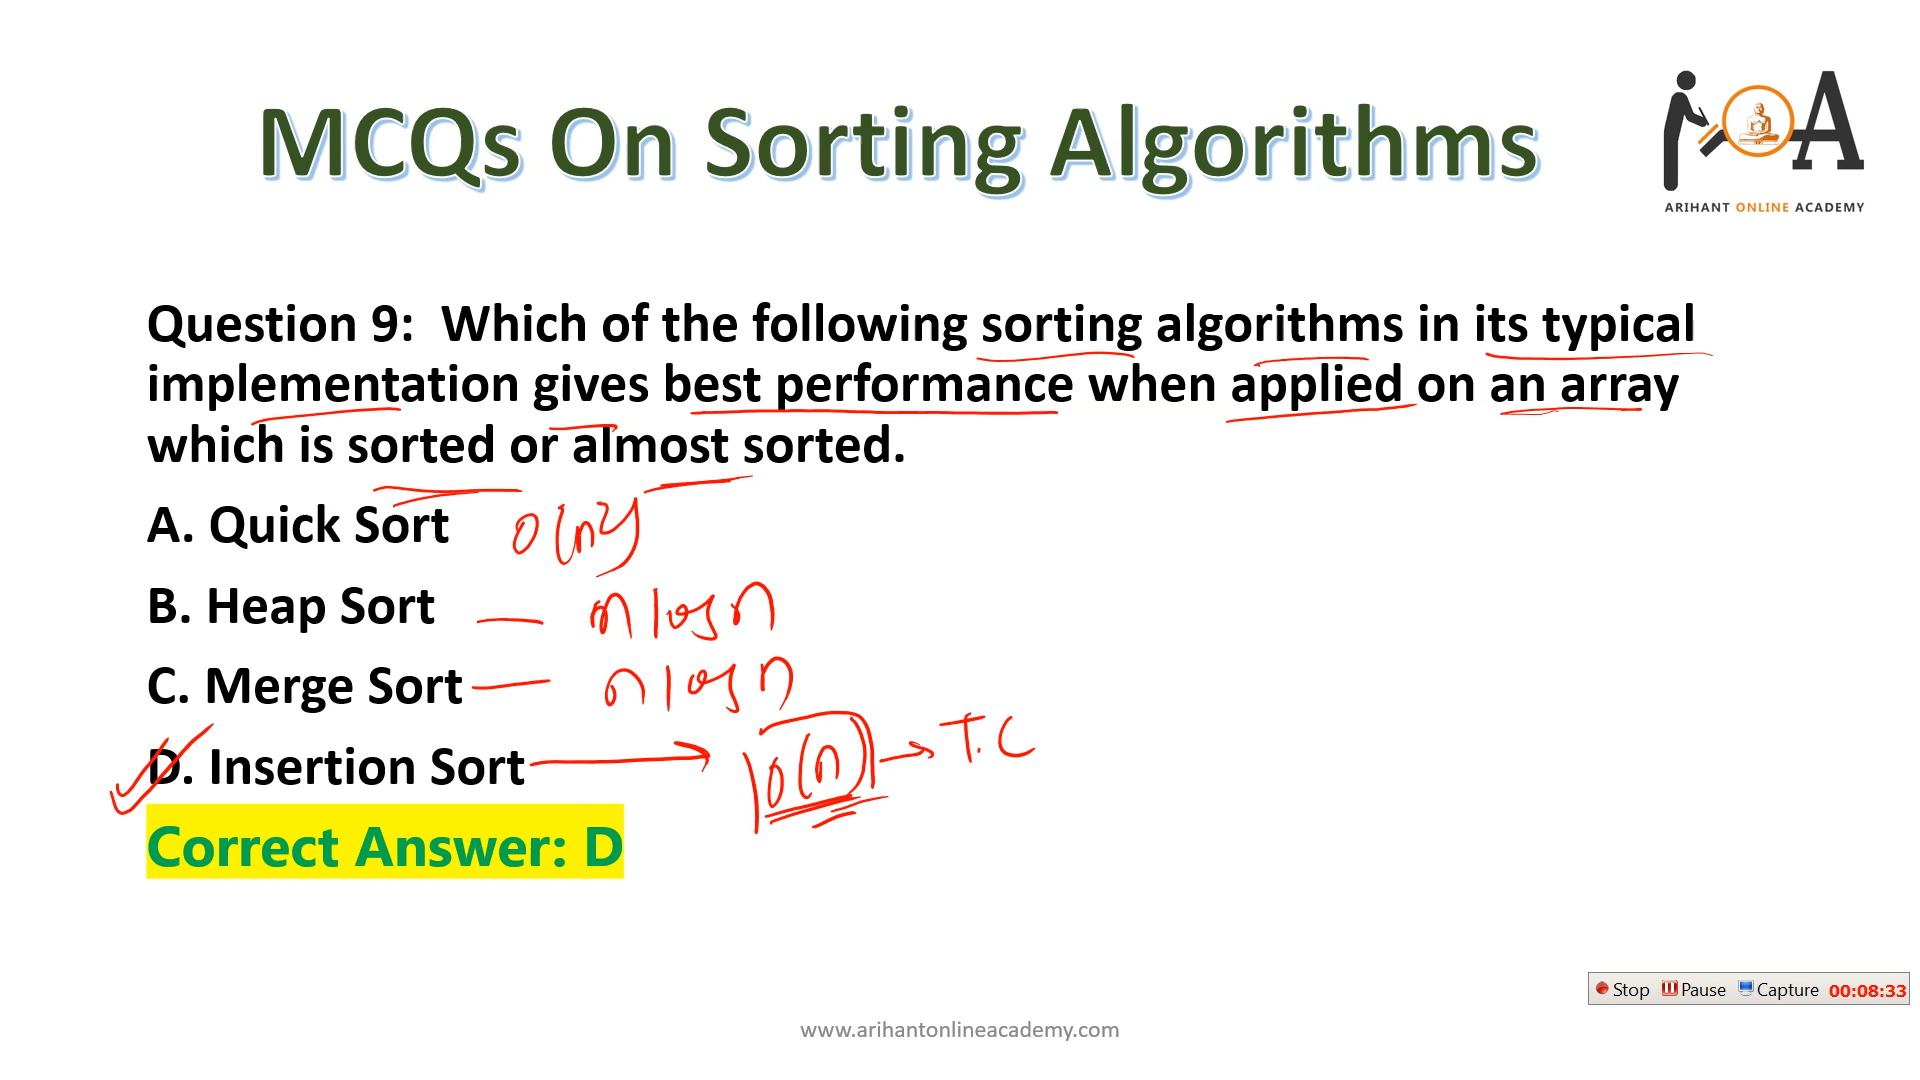 MCQs On Sorting Algorithms
ARIHANT ONLINE ACADEMY
Question 9: Which of the following sorting algorithms in its typical
implementation gives best performance when applied on an array
which is sorted or almost sorted.
A. Quick Sort O(n²)
B. Heap Sort — n log n
C. Merge Sort — n log n
D. Insertion Sort → O(n) → T.C
Correct Answer: D
Stop Pause Capture 00:08:33
www.arihantonlineacademy.com